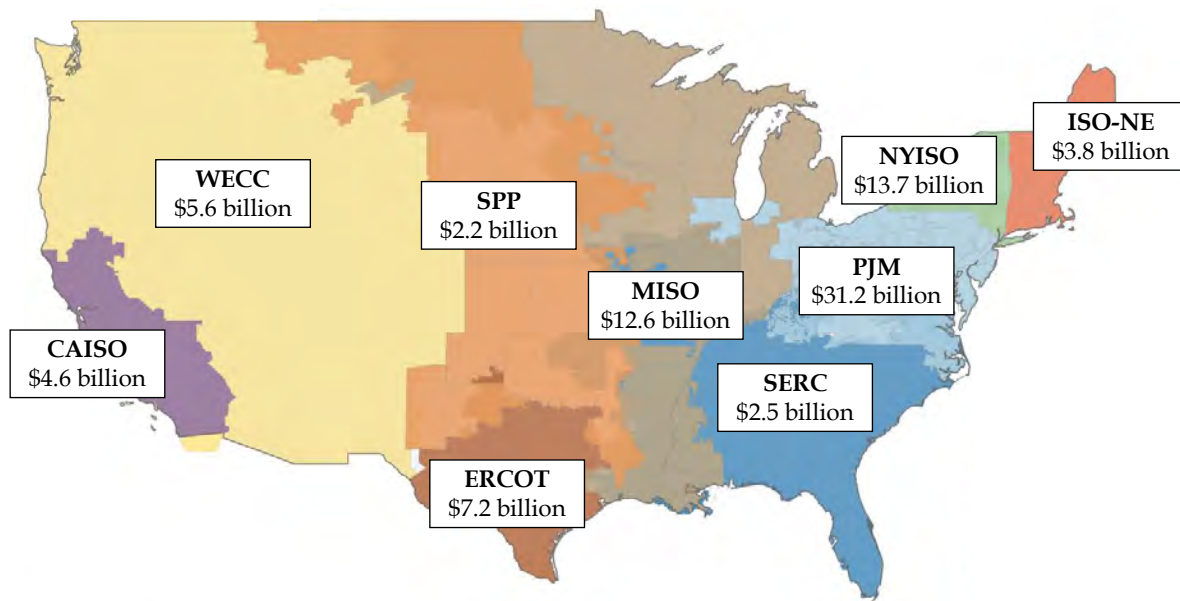 ISO-NE
$3.8 billion
NYISO
$13.7 billion
WECC
$5.6 billion
SPP
$2.2 billion
PJM
$31.2 billion
MISO
$12.6 billion
CAISO
$4.6 billion
SERC
$2.5 billion
ERCOT
$7.2 billion